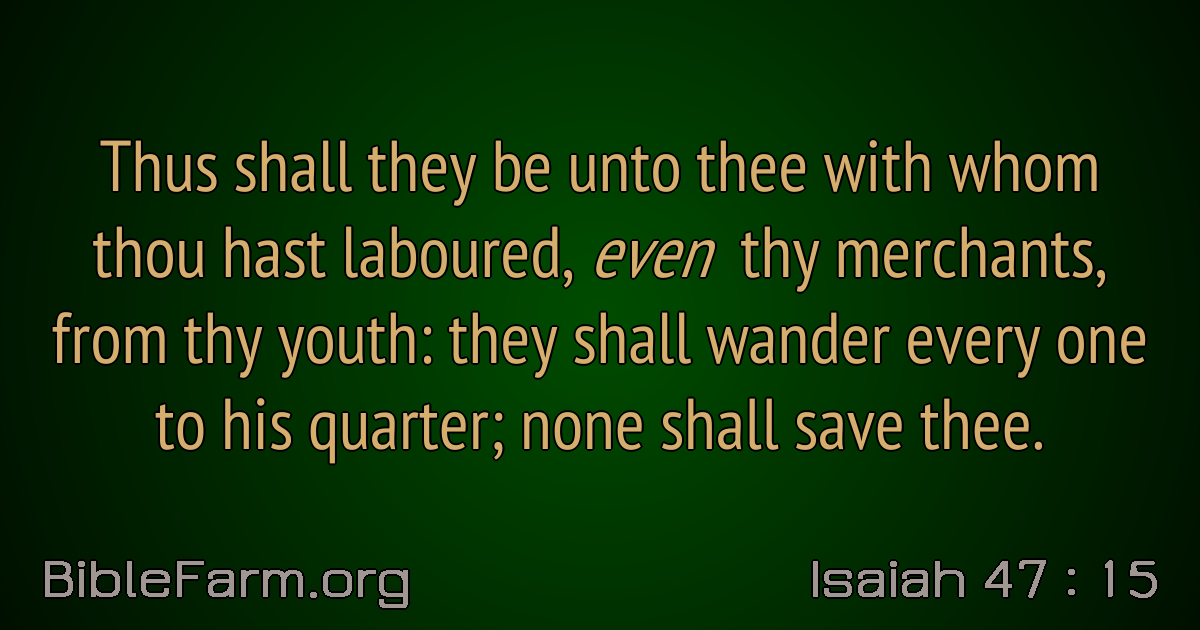 Thus shall they be unto thee with whom
thou hast laboured, even thy merchants,
from thy youth: they shall wander every one
to his quarter; none shall save thee.
BibleFarm.org
Isaiah 47 : 15